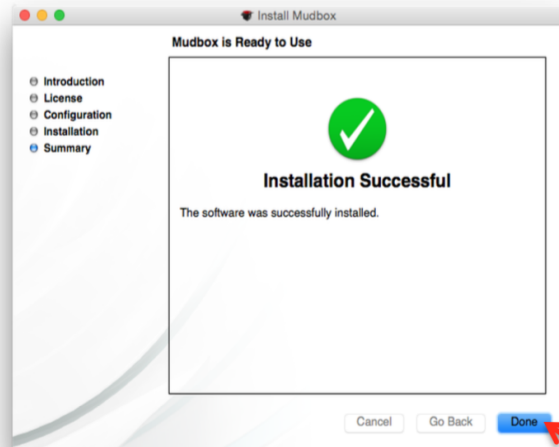 Install Mudbox
Mudbox is Ready to Use
Introduction
License
Configuration
Installation
Summary
Installation Successful
The software was successfully installed.
Cancel
Go Back
Done